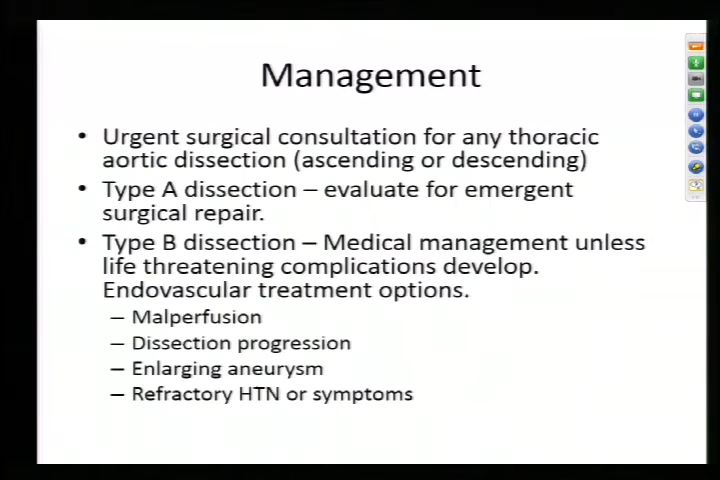 Management
• Urgent surgical consultation for any thoracic
aortic dissection (ascending or descending)
• Type A dissection – evaluate for emergent
surgical repair.
• Type B dissection – Medical management unless
life threatening complications develop.
Endovascular treatment options.
– Malperfusion
– Dissection progression
– Enlarging aneurysm
– Refractory HTN or symptoms